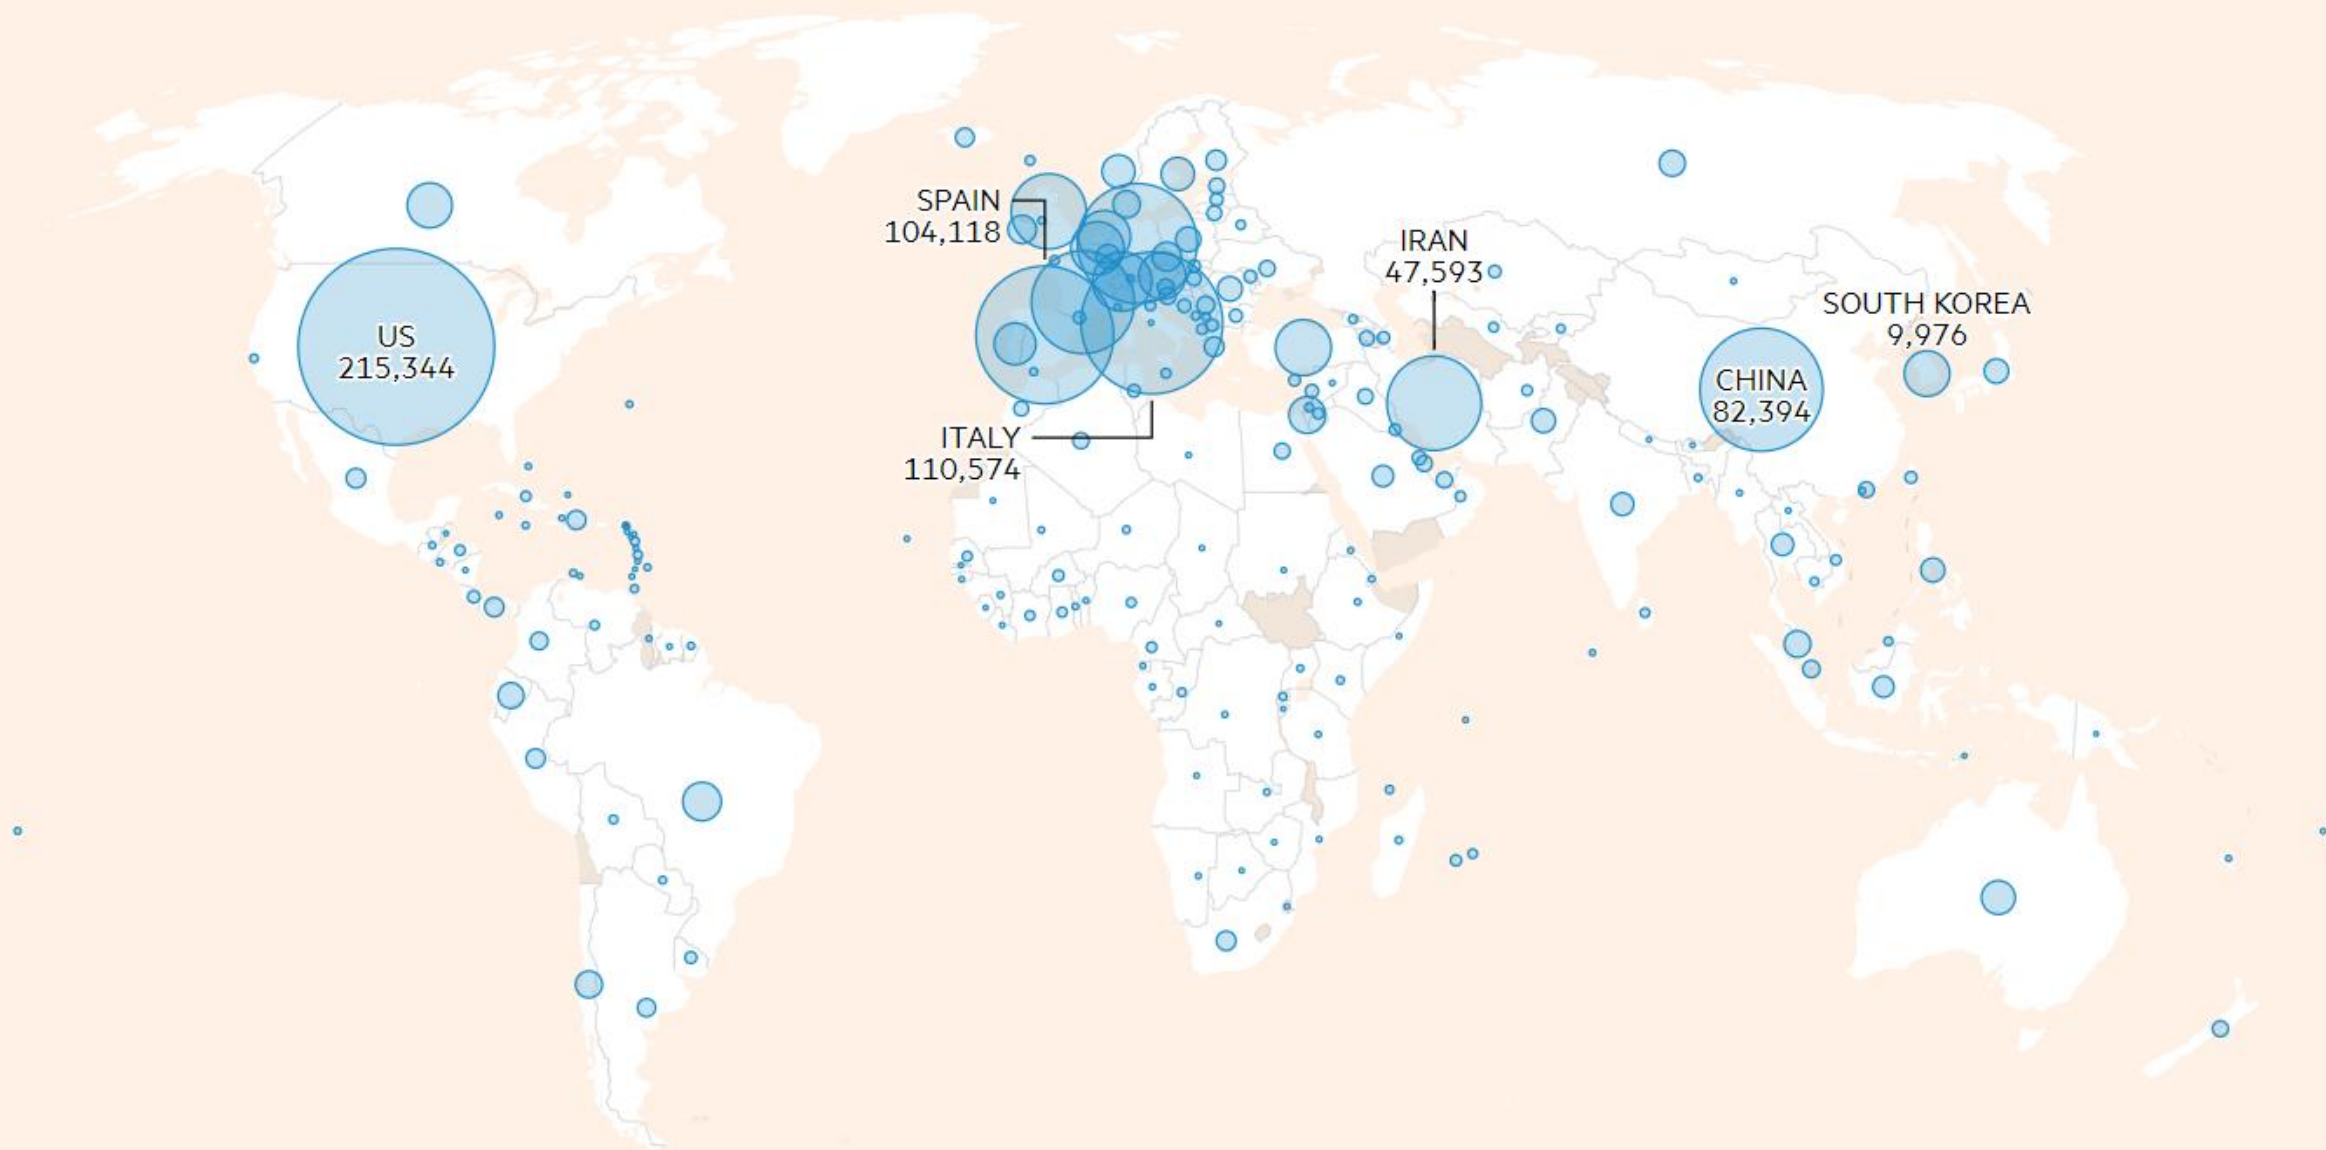 SPAIN
104,118
IRAN
47,593
SOUTH KOREA
9,976
US
215,344
CHINA
82,394
ITALY
110,574